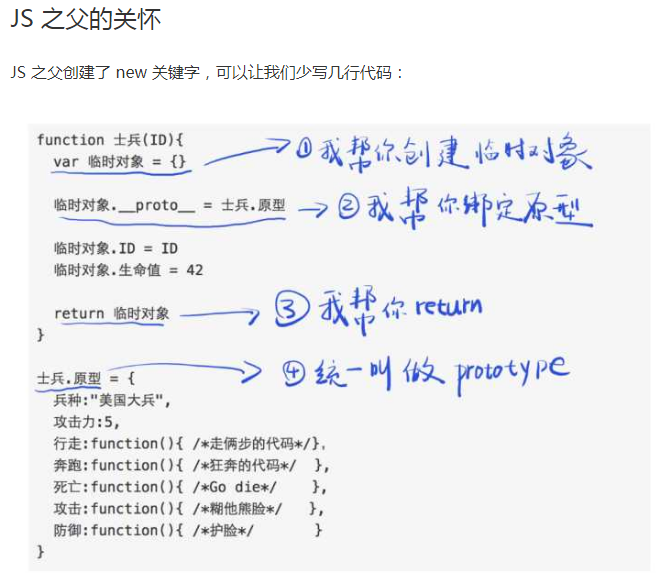 JS 之父的关怀
JS 之父创建了 new 关键字，可以让我们少写几行代码：
function 士兵(ID){
var 临时对象 = {}
①我帮你创建临时对象
临时对象.__proto__ = 士兵.原型
②我帮你绑定原型
临时对象.ID = ID
临时对象.生命值 = 42
return 临时对象
③我帮你return
}
士兵.原型 = {
④统一叫做 prototype
兵种:"美国大兵",
攻击力:5,
行走:function(){ /*走俩步的代码*/},
奔跑:function(){ /*狂奔的代码*/ },
死亡:function(){ /*Go die*/ },
攻击:function(){ /*糊他熊脸*/ },
防御:function(){ /*护脸*/ }
}